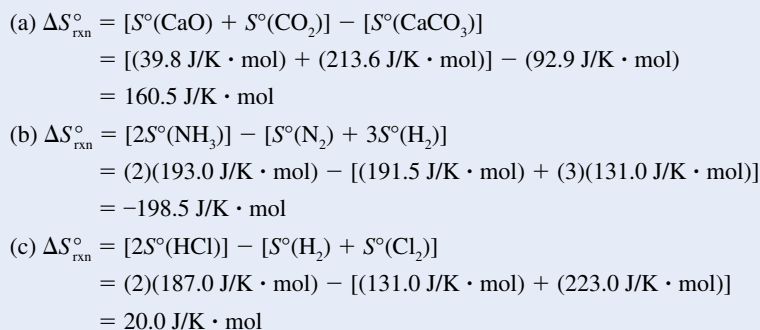 (a) ΔS°rxn = [S°(CaO) + S°(CO₂)] − [S°(CaCO₃)]
= [(39.8 J/K · mol) + (213.6 J/K · mol)] − (92.9 J/K · mol)
= 160.5 J/K · mol
(b) ΔS°rxn = [2S°(NH₃)] − [S°(N₂) + 3S°(H₂)]
= (2)(193.0 J/K · mol) − [(191.5 J/K · mol) + (3)(131.0 J/K · mol)]
= −198.5 J/K · mol
(c) ΔS°rxn = [2S°(HCl)] − [S°(H₂) + S°(Cl₂)]
= (2)(187.0 J/K · mol) − [(131.0 J/K · mol) + (223.0 J/K · mol)]
= 20.0 J/K · mol